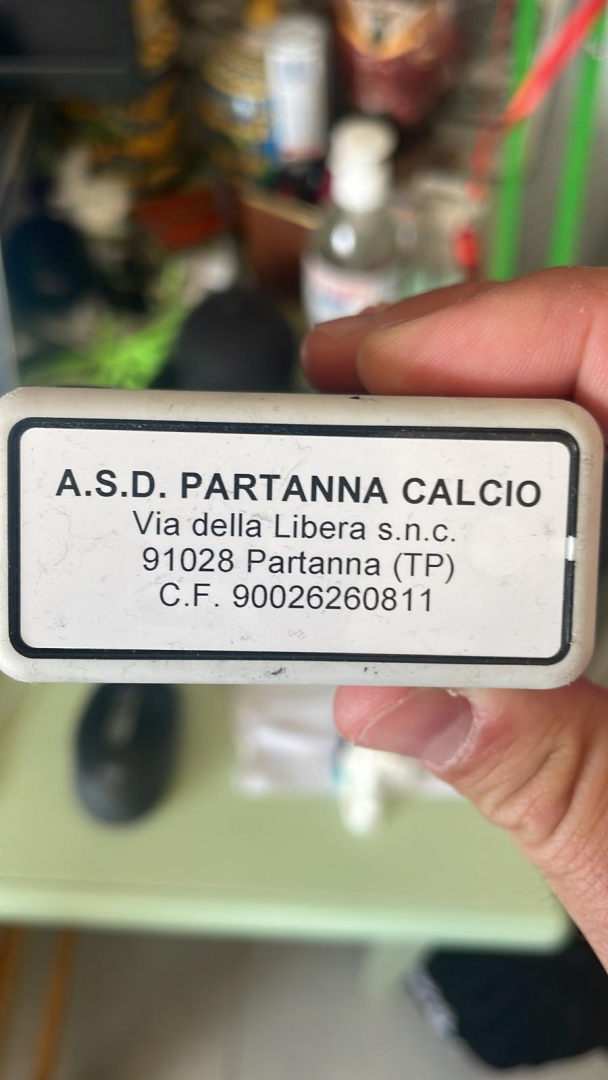 A.S.D. PARTANNA CALCIO
Via della Libera s.n.c.
91028 Partanna (TP)
C.F. 90026260811